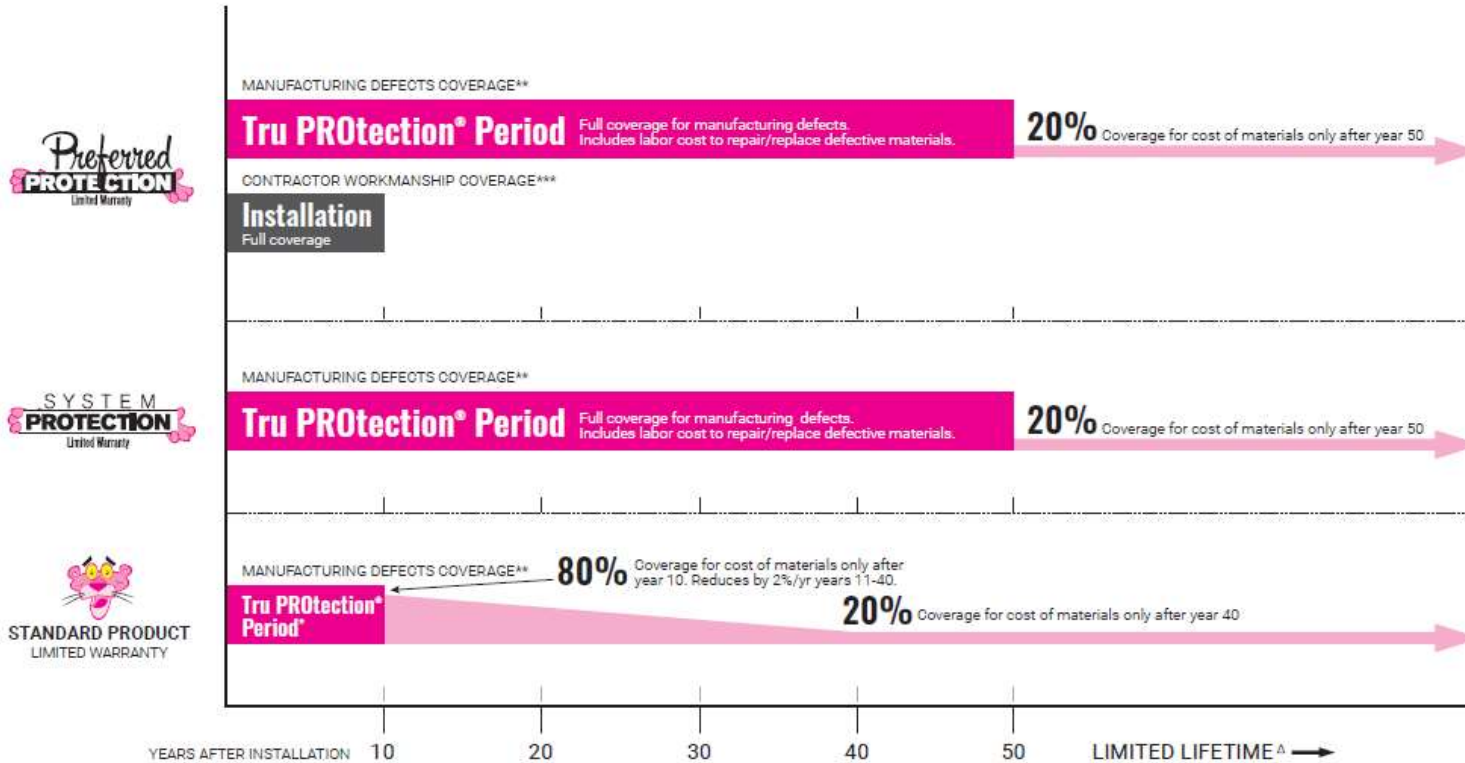 MANUFACTURING DEFECTS COVERAGE**
Tru PROtection® Period
Full coverage for manufacturing defects.
Includes labor cost to repair/replace defective materials.
20% Coverage for cost of materials only after year 50
Preferred
PROTECTION
Limited Warranty
CONTRACTOR WORKMANSHIP COVERAGE***
Installation
Full coverage
MANUFACTURING DEFECTS COVERAGE**
SYSTEM
PROTECTION
Limited Warranty
Tru PROtection® Period
Full coverage for manufacturing defects.
Includes labor cost to repair/replace defective materials.
20% Coverage for cost of materials only after year 50
MANUFACTURING DEFECTS COVERAGE**
80% Coverage for cost of materials only after
year 10. Reduces by 2%/yr years 11-40.
Tru PROtection®
Period*
20% Coverage for cost of materials only after year 40
STANDARD PRODUCT
LIMITED WARRANTY
YEARS AFTER INSTALLATION 10 20 30 40 50 LIMITED LIFETIME Δ